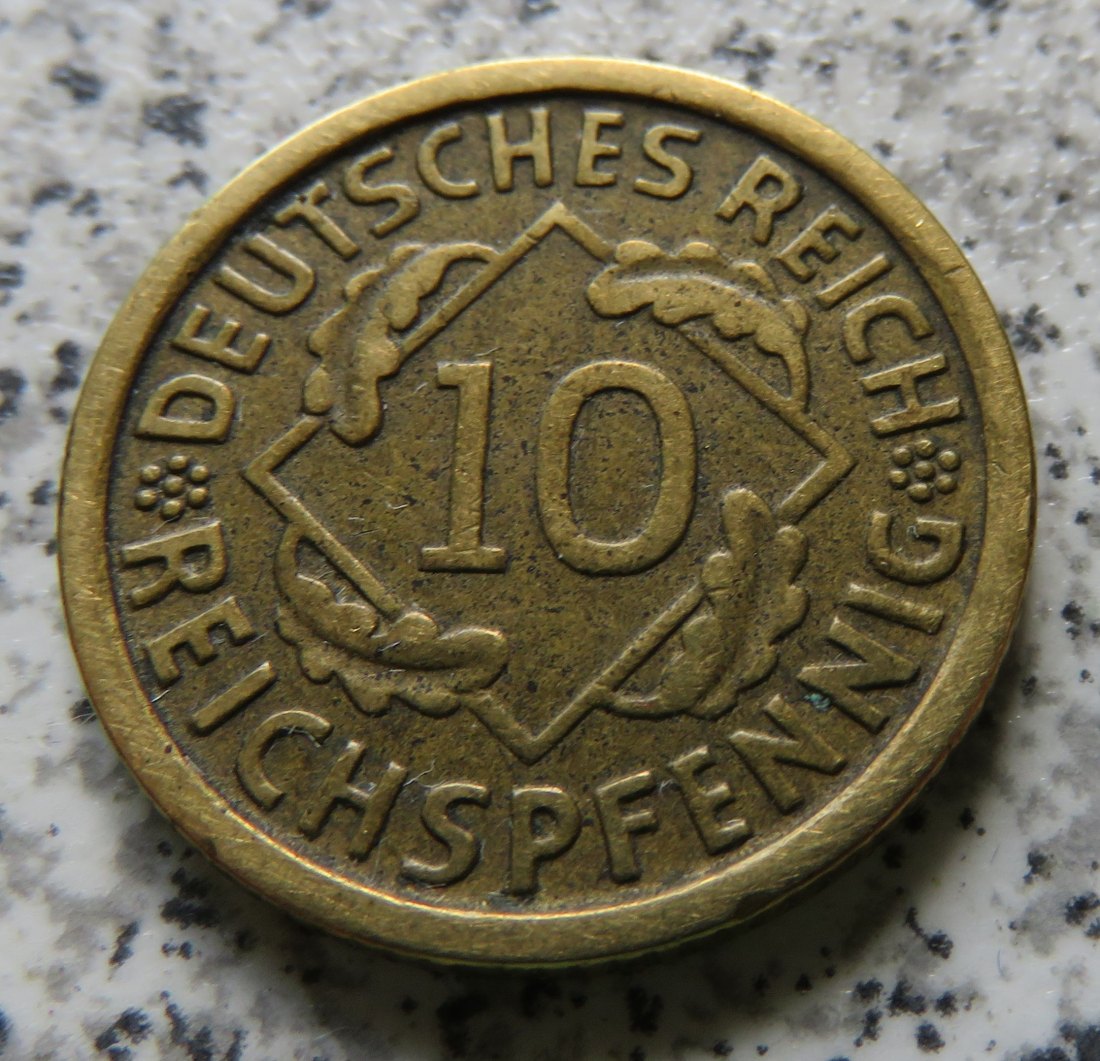 DEUTSCHES REICH
10
REICHSPFENNIG